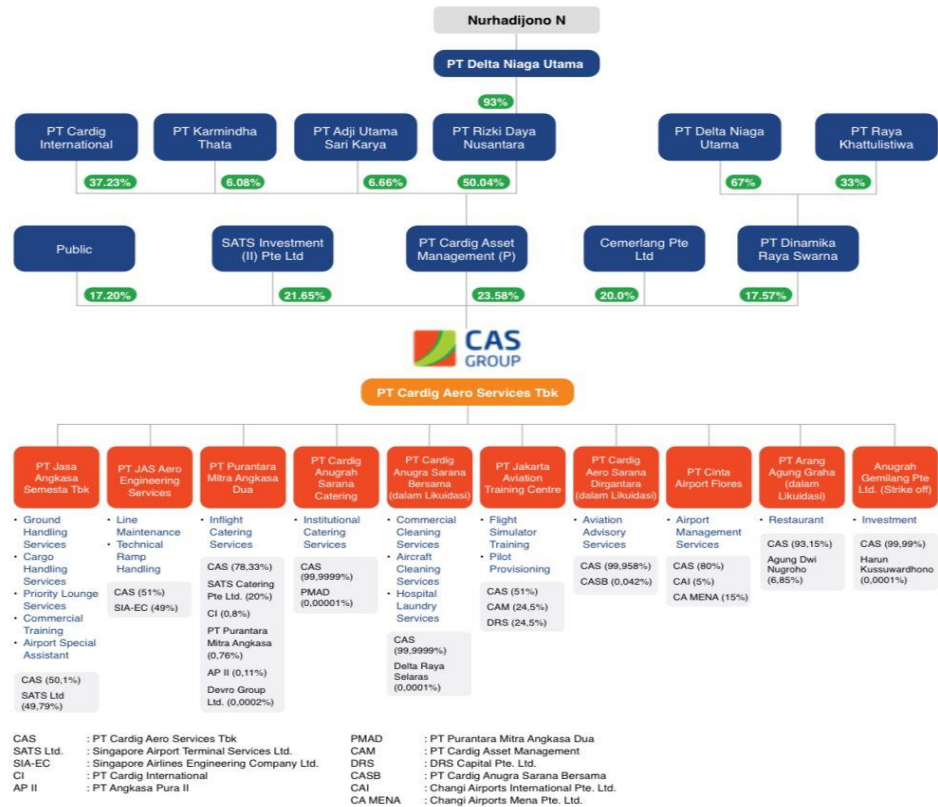 Nurhadijono N
PT Delta Niaga Utama
93%
PT Cardig
International
PT Karmindha
Thata
PT Adji Utama
Sari Karya
PT Rizki Daya
Nusantara
PT Delta Niaga
Utama
PT Raya
Khattulistiwa
37.23%
6.08%
6.66%
50.04%
67%
33%
Public
SATS Investment
(II) Pte Ltd
PT Cardig Asset
Management (P)
Cemerlang Pte
Ltd
PT Dinamika
Raya Swarna
17.20%
21.65%
23.58%
20.0%
17.57%
CAS
GROUP
PT Cardig Aero Services Tbk
PT Jasa
Angkasa
Semesta Tbk
• Ground
Handling
Services
• Cargo
Handling
Services
• Priority Lounge
Services
• Commercial
Training
• Airport Special
Assistant
CAS (50,1%)
SATS Ltd
(49,79%)
PT JAS Aero
Engineering
Services
• Line
Maintenance
• Technical
Ramp
Handling
CAS (51%)
SIA-EC (49%)
PT Purantara
Mitra Angkasa
Dua
• Inflight
Catering
Services
CAS (78,33%)
SATS Catering
Pte Ltd. (20%)
CI (0,8%)
PT Purantara
Mitra Angkasa
(0,76%)
AP II (0,11%)
Devro Group
Ltd. (0,0002%)
PT Cardig
Anugrah
Sarana
Catering
• Institutional
Catering
Services
CAS
(99,9999%)
PMAD
(0,00001%)
PT Cardig
Anugra Sarana
Bersama
(dalam Likuidasi)
• Commercial
Cleaning
Services
• Aircraft
Cleaning
Services
• Hospital
Laundry
Services
CAS
(99,9999%)
Delta Raya
Selaras
(0,0001%)
PT Jakarta
Aviation
Training Centre
• Flight
Simulator
Training
• Pilot
Provisioning
CAS (51%)
CAM (24,5%)
DRS (24,5%)
PT Cardig
Aero Sarana
Dirgantara
(dalam Likuidasi)
• Aviation
Advisory
Services
CAS (99,958%)
CASB (0,042%)
PT Cinta
Airport Flores
• Airport
Management
Services
CAS (80%)
CAI (5%)
CA MENA (15%)
PT Arang
Agung Graha
(dalam
Likuidasi)
• Restaurant
CAS (93,15%)
Agung Dwi
Nugroho
(6,85%)
Anugrah
Gemilang Pte
Ltd. (Strike off)
• Investment
CAS (99,99%)
Harun
Kussuwardhono
(0,0001%)
CAS : PT Cardig Aero Services Tbk
SATS Ltd. : Singapore Airport Terminal Services Ltd.
SIA-EC : Singapore Airlines Engineering Company Ltd.
CI : PT Cardig International
AP II : PT Angkasa Pura II
PMAD : PT Purantara Mitra Angkasa Dua
CAM : PT Cardig Asset Management
DRS : DRS Capital Pte. Ltd.
CASB : PT Cardig Anugra Sarana Bersama
CAI : Changi Airports International Pte. Ltd.
CA MENA : Changi Airports Mena Pte. Ltd.